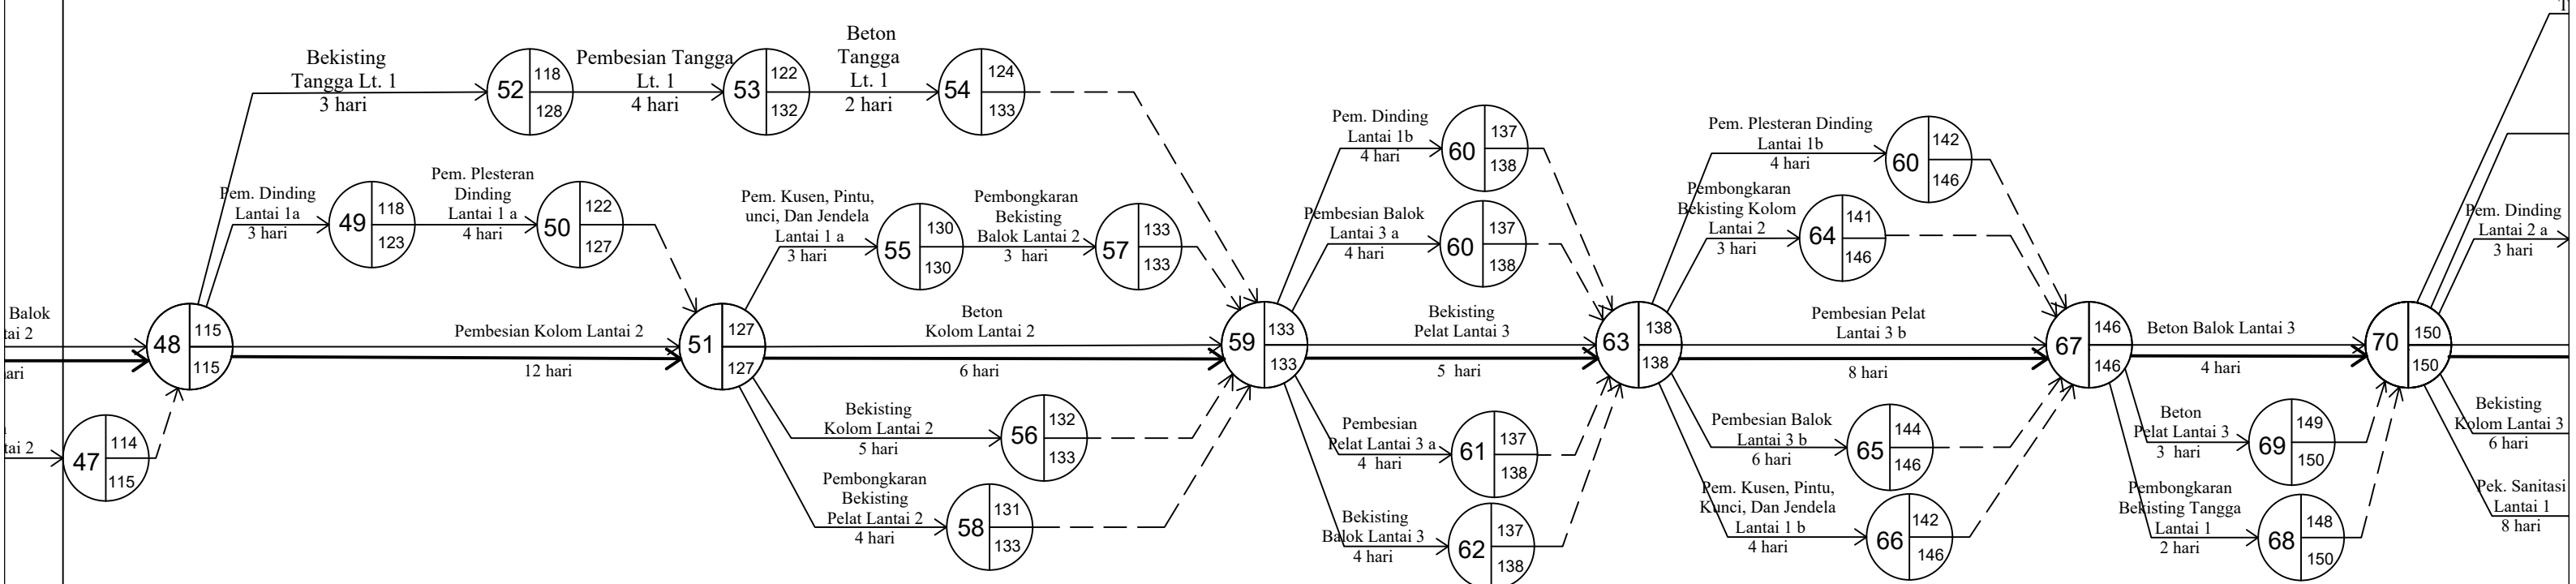 Balok
tai 2
ari
tai 2
47
114
115
48
115
115
Bekisting
Tangga Lt. 1
3 hari
52
118
128
Pembesian Tangga
Lt. 1
4 hari
53
122
132
Beton
Tangga
Lt. 1
2 hari
54
124
133
Pem. Dinding
Lantai 1a
3 hari
49
118
123
Pem. Plesteran
Dinding
Lantai 1 a
4 hari
50
122
127
Pembesian Kolom Lantai 2
12 hari
51
127
127
Pem. Kusen, Pintu,
unci, Dan Jendela
Lantai 1 a
3 hari
55
130
130
Pembongkaran
Bekisting
Balok Lantai 2
3 hari
57
133
133
Beton
Kolom Lantai 2
6 hari
Bekisting
Kolom Lantai 2
5 hari
56
132
133
Pembongkaran
Bekisting
Pelat Lantai 2
4 hari
58
131
133
59
133
133
Pem. Dinding
Lantai 1b
4 hari
60
137
138
Pembesian Balok
Lantai 3 a
4 hari
60
137
138
Bekisting
Pelat Lantai 3
5 hari
Pembesian
Pelat Lantai 3 a
4 hari
61
137
138
Bekisting
Balok Lantai 3
4 hari
62
137
138
63
138
138
Pem. Plesteran Dinding
Lantai 1b
4 hari
60
142
146
Pembongkaran
Bekisting Kolom
Lantai 2
3 hari
64
141
146
Pembesian Pelat
Lantai 3 b
8 hari
Pembesian Balok
Lantai 3 b
6 hari
65
144
146
Pem. Kusen, Pintu,
Kunci, Dan Jendela
Lantai 1 b
4 hari
66
142
146
67
146
146
Beton Balok Lantai 3
4 hari
Beton
Pelat Lantai 3
3 hari
69
149
150
Pembongkaran
Bekisting Tangga
Lantai 1
2 hari
68
148
150
70
150
150
Pem. Dinding
Lantai 2 a
3 hari
Bekisting
Kolom Lantai 3
6 hari
Pek. Sanitasi
Lantai 1
8 hari